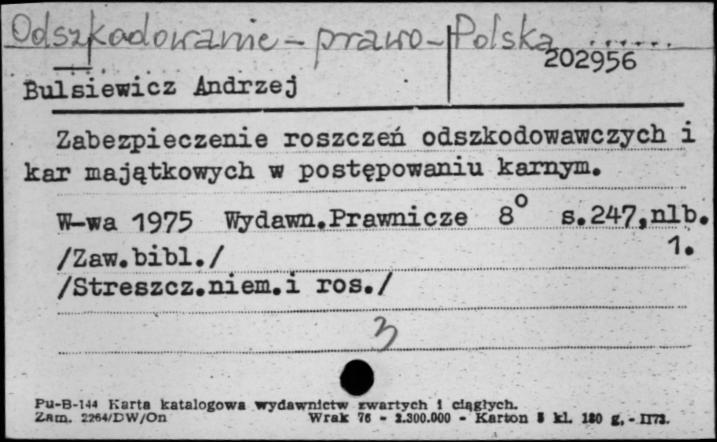 Odszkodowanie - prawo - Polska
202956
Bulsiewicz Andrzej
Zabezpieczenie roszczeń odszkodowawczych i
kar majątkowych w postępowaniu karnym.
W-wa 1975 Wydawn.Prawnicze 8° s.247,nlb.
/Zaw.bibl./ 1.
/Streszcz.niem.i ros./
3
Pu-B-144 Karta katalogowa wydawnictw zwartych i ciągłych.
Zam. 2264/DW/On Wrak 76 - 2.300.000 - Karton kl. 180 g. - II73.